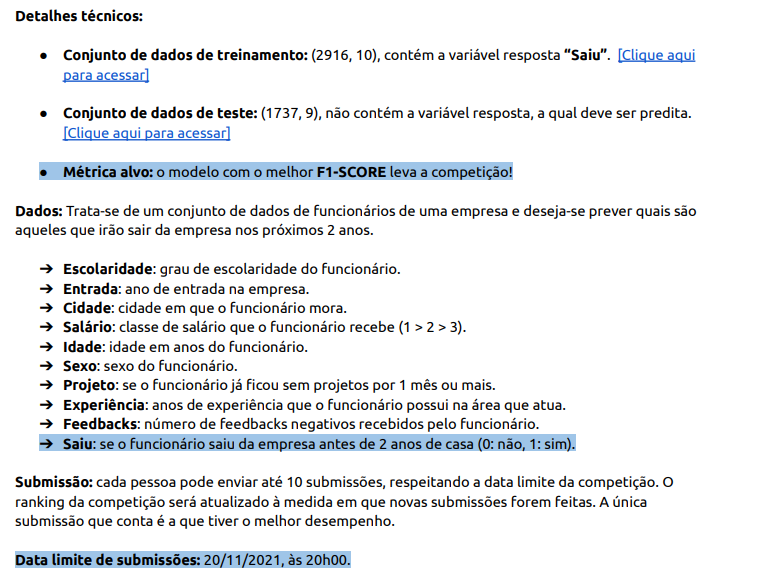 Detalhes técnicos:
● Conjunto de dados de treinamento: (2916, 10), contém a variável resposta “Saiu”. [Clique aqui
para acessar]
● Conjunto de dados de teste: (1737, 9), não contém a variável resposta, a qual deve ser predita.
[Clique aqui para acessar]
● Métrica alvo: o modelo com o melhor F1-SCORE leva a competição!
Dados: Trata-se de um conjunto de dados de funcionários de uma empresa e deseja-se prever quais são
aqueles que irão sair da empresa nos próximos 2 anos.
➔ Escolaridade: grau de escolaridade do funcionário.
➔ Entrada: ano de entrada na empresa.
➔ Cidade: cidade em que o funcionário mora.
➔ Salário: classe de salário que o funcionário recebe (1 > 2 > 3).
➔ Idade: idade em anos do funcionário.
➔ Sexo: sexo do funcionário.
➔ Projeto: se o funcionário já ficou sem projetos por 1 mês ou mais.
➔ Experiência: anos de experiência que o funcionário possui na área que atua.
➔ Feedbacks: número de feedbacks negativos recebidos pelo funcionário.
➔ Saiu: se o funcionário saiu da empresa antes de 2 anos de casa (0: não, 1: sim).
Submissão: cada pessoa pode enviar até 10 submissões, respeitando a data limite da competição. O
ranking da competição será atualizado à medida em que novas submissões forem feitas. A única
submissão que conta é a que tiver o melhor desempenho.
Data limite de submissões: 20/11/2021, às 20h00.